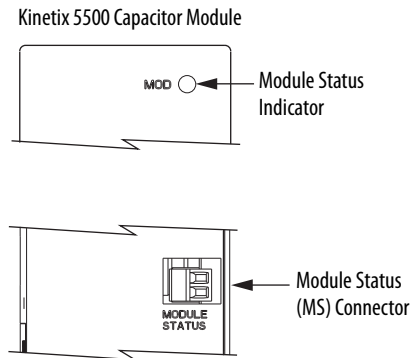 Kinetix 5500 Capacitor Module
MOD
Module Status
Indicator
MODULE
STATUS
Module Status
(MS) Connector